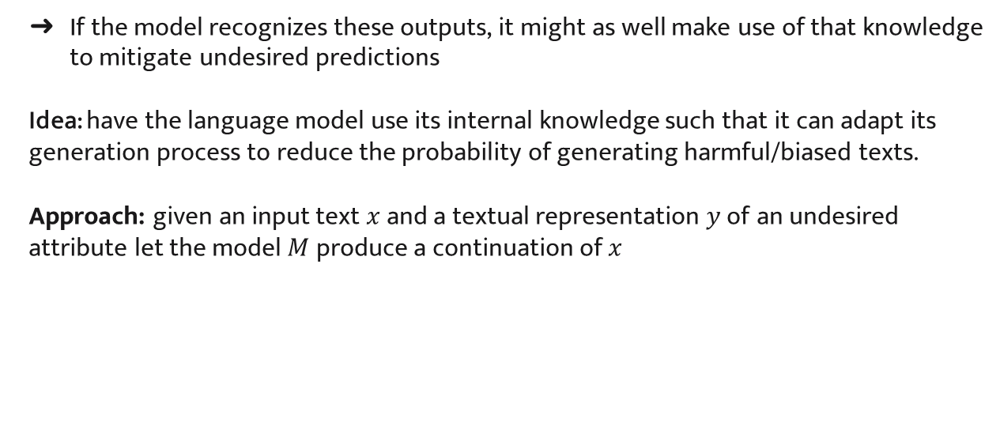 ➜ If the model recognizes these outputs, it might as well make use of that knowledge
to mitigate undesired predictions
Idea: have the language model use its internal knowledge such that it can adapt its
generation process to reduce the probability of generating harmful/biased texts.
Approach: given an input text x and a textual representation y of an undesired
attribute let the model M produce a continuation of x